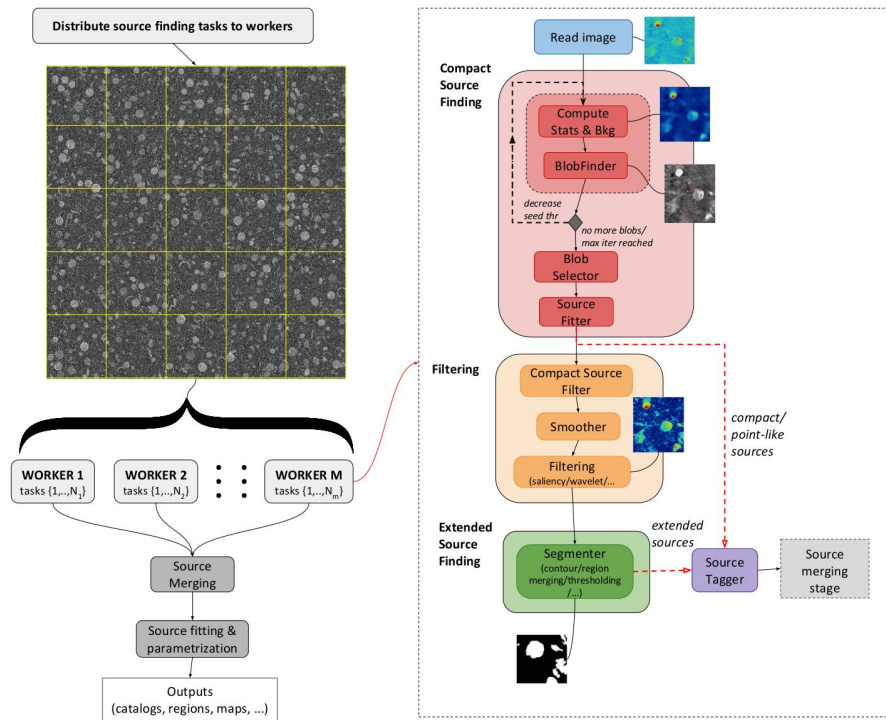 Distribute source finding tasks to workers
WORKER 1
tasks {1,..,N1}
WORKER 2
tasks {1,..,N2}
WORKER M
tasks {1,..,Nm}
Source
Merging
Source fitting &
parametrization
Outputs
(catalogs, regions, maps, ...)
Read image
Compact
Source
Finding
Compute
Stats & Bkg
BlobFinder
decrease
seed thr
no more blobs/
max iter reached
Blob
Selector
Source
Fitter
Filtering
Compact Source
Filter
Smoother
Filtering
(saliency/wavelet/...
compact/
point-like
sources
Extended
Source
Finding
Segmenter
(contour/region
merging/thresholding
/...)
extended
sources
Source
Tagger
Source
merging
stage